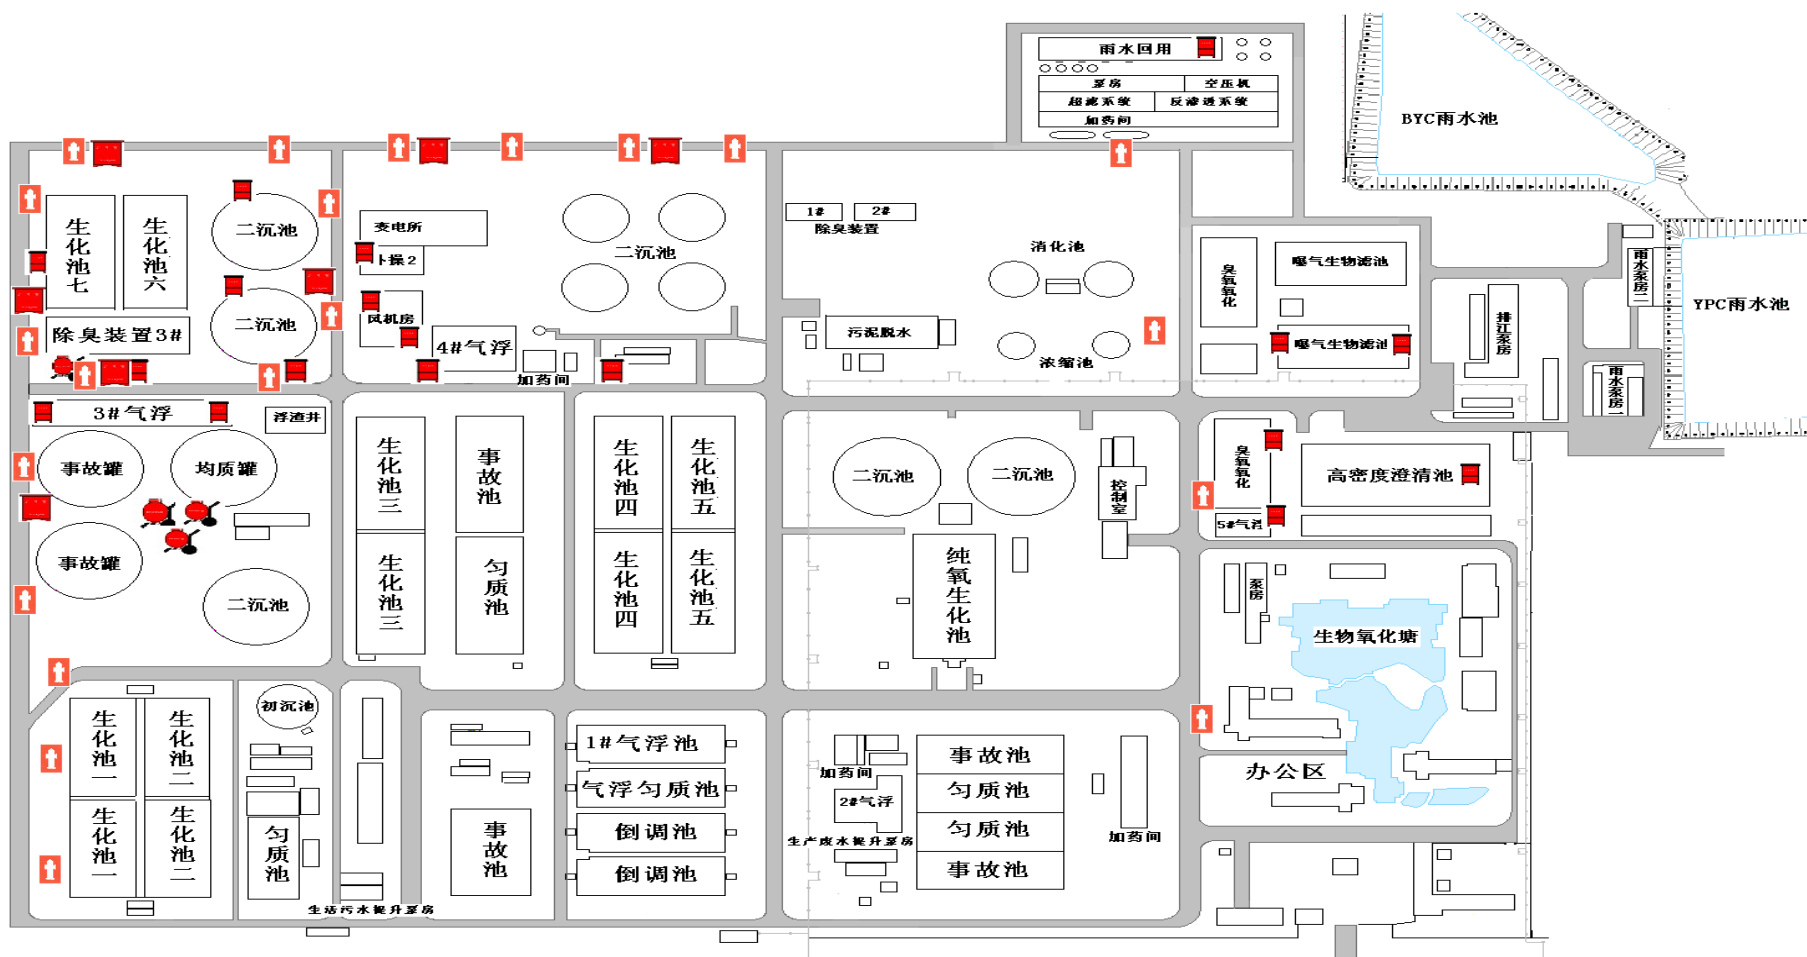 雨水回用
泵房
空压机
超滤系统
反渗透系统
加药间
BYC雨水池
生化池七
生化池六
二沉池
二沉池
除臭装置3#
变电所
卜操2
风机房
4#气浮
加药间
二沉池
1#
2#
除臭装置
消化池
污泥脱水
浓缩池
臭氧氧化
曝气生物滤池
曝气生物滤池
排江泵房
雨水泵房二
YPC雨水池
雨水泵房一
3#气浮
浮渣井
事故罐
均质罐
事故罐
二沉池
生化池三
生化池三
事故池
匀质池
生化池四
生化池四
生化池五
生化池五
二沉池
二沉池
控制室
纯氧生化池
臭氧氧化
5#气浮
高密度澄清池
泵房
生物氧化塘
办公区
生化池一
生化池二
生化池一
生化池二
初沉池
匀质池
生活污水提升泵房
事故池
1#气浮池
气浮匀质池
倒调池
倒调池
加药间
2#气浮
生产废水提升泵房
事故池
匀质池
匀质池
事故池
加药间